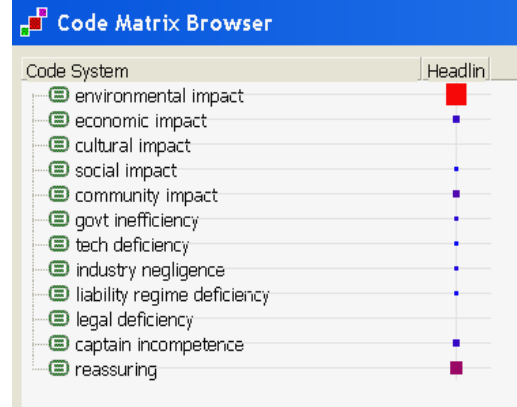 Code Matrix Browser
Code System Headlin
environmental impact
economic impact
cultural impact
social impact
community impact
govt inefficiency
tech deficiency
industry negligence
liability regime deficiency
legal deficiency
captain incompetence
reassuring